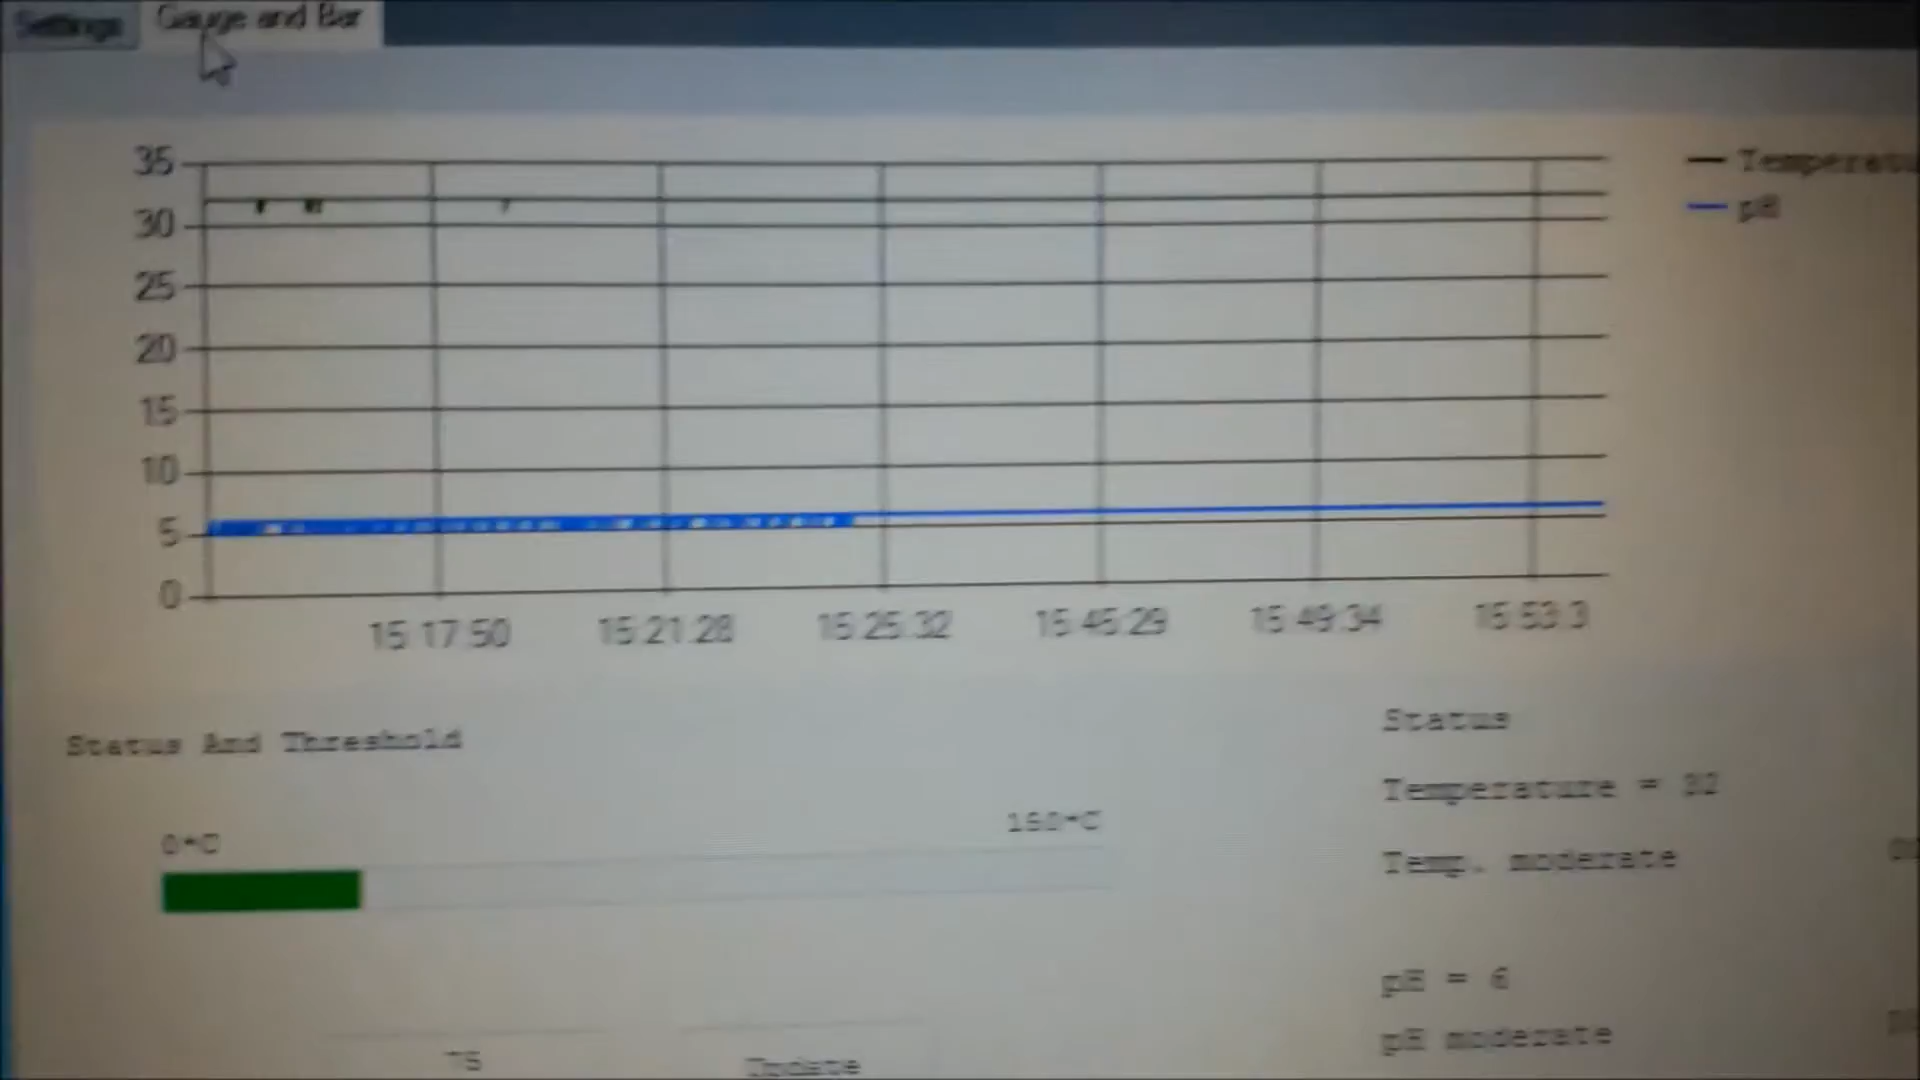 Settings Gauge and Bar
35
30
25
20
15
10
5
0
15:17:50 15:21:28 15:25:32 15:45:29 15:49:34 15:53:3
pH
Status And Threshold
Status
Temperature = 32
0°C
Temp. moderate
pH = 6
pH moderate
75 Update